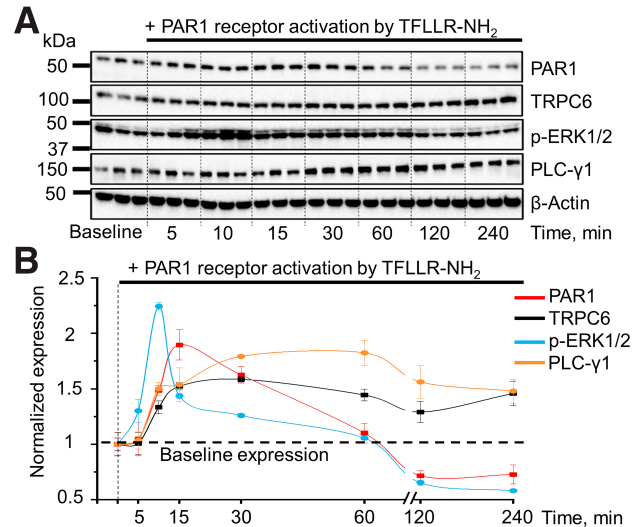 A
+ PAR1 receptor activation by TFLLR-NH2
kDa
50
PAR1
100
TRPC6
50
37
p-ERK1/2
150
PLC-γ1
50
β-Actin
Baseline 5 10 15 30 60 120 240 Time, min
B
+ PAR1 receptor activation by TFLLR-NH2
Normalized expression
2.5
2
1.5
1
0.5
PAR1
TRPC6
p-ERK1/2
PLC-γ1
Baseline expression
5 15 30 60 120 240 Time, min